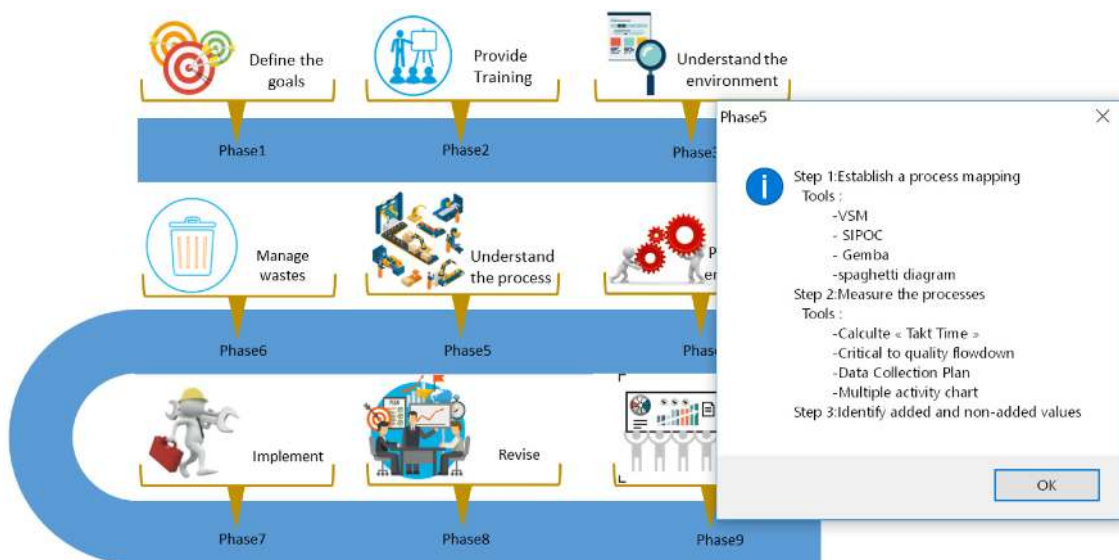 Define the
goals
Provide
Training
Understand the
environment
Phase1
Phase2
Phase3
Phase5
Step 1:Establish a process mapping
Tools :
-VSM
- SIPOC
- Gemba
-spaghetti diagram
Step 2:Measure the processes
Tools :
-Calculte « Takt Time »
-Critical to quality flowdown
-Data Collection Plan
-Multiple activity chart
Step 3:Identify added and non-added values
OK
Manage
wastes
Understand
the process
Phase6
Phase5
Implement
Revise
Phase7
Phase8
Phase9